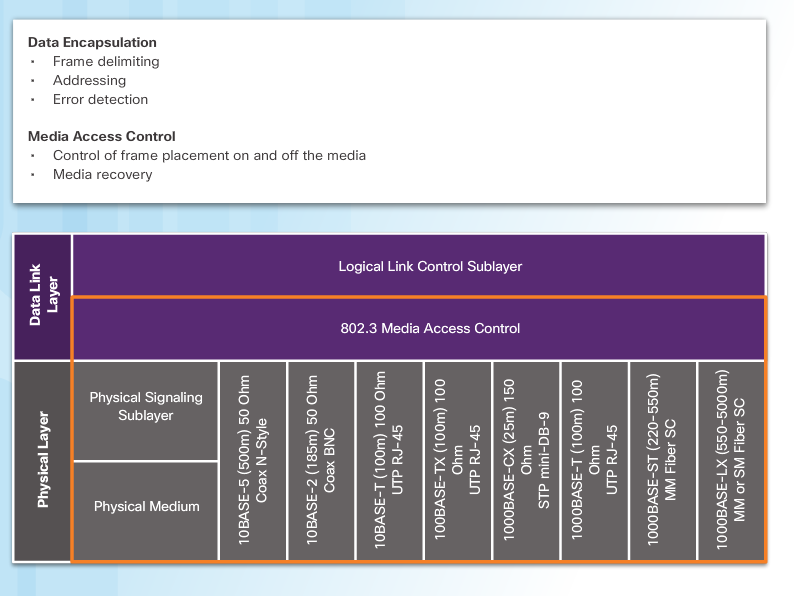 Data Encapsulation
· Frame delimiting
· Addressing
· Error detection
Media Access Control
· Control of frame placement on and off the media
· Media recovery
Data Link
Layer
Logical Link Control Sublayer
802.3 Media Access Control
Physical Layer
Physical Signaling
Sublayer
Physical Medium
10BASE-5 (500m) 50 Ohm
Coax N-Style
10BASE-2 (185m) 50 Ohm
Coax BNC
10BASE-T (100m) 100 Ohm
UTP RJ-45
100BASE-TX (100m) 100
Ohm
UTP RJ-45
1000BASE-CX (25m) 150
Ohm
STP mini-DB-9
1000BASE-T (100m) 100
Ohm
UTP RJ-45
1000BASE-ST (220-550m)
MM Fiber SC
1000BASE-LX (550-5000m)
MM or SM Fiber SC